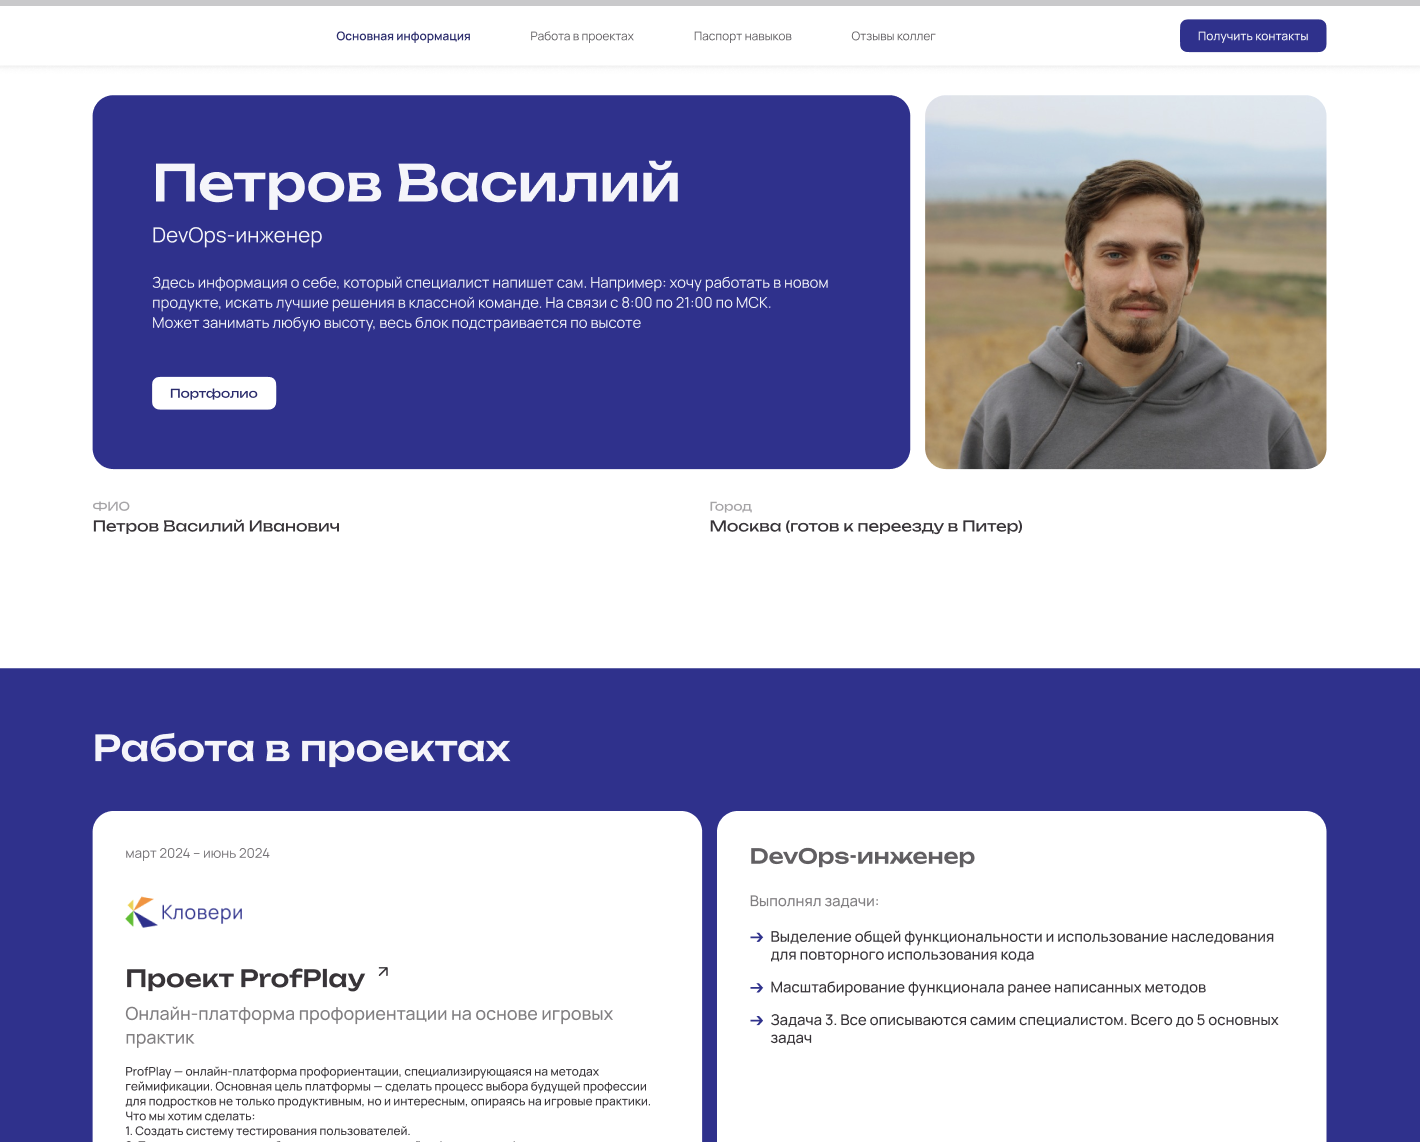 Основная информация
Работа в проектах
Паспорт навыков
Отзывы коллег
Получить контакты
Петров Василий
DevOps-инженер
Здесь информация о себе, который специалист напишет сам. Например: хочу работать в новом
продукте, искать лучшие решения в классной команде. На связи с 8:00 по 21:00 по МСК.
Может занимать любую высоту, весь блок подстраивается по высоте
Портфолио
ФИО
Петров Василий Иванович
Город
Москва (готов к переезду в Питер)
Работа в проектах
март 2024 – июнь 2024
Кловери
Проект ProfPlay
Онлайн-платформа профориентации на основе игровых
практик
ProfPlay — онлайн-платформа профориентации, специализирующаяся на методах
геймификации. Основная цель платформы — сделать процесс выбора будущей профессии
для подростков не только продуктивным, но и интересным, опираясь на игровые практики.
Что мы хотим сделать:
1. Создать систему тестирования пользователей.
DevOps-инженер
Выполнял задачи:
Выделение общей функциональности и использование наследования
для повторного использования кода
Масштабирование функционала ранее написанных методов
Задача 3. Все описываются самим специалистом. Всего до 5 основных
задач